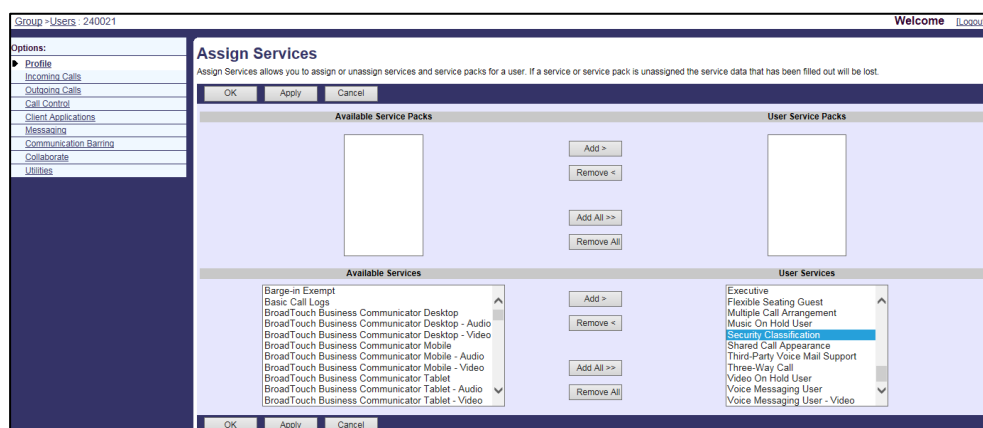 Group >Users : 240021
Welcome [Logout
Options:
Profile
Incoming Calls
Outgoing Calls
Call Control
Client Applications
Messaging
Communication Barring
Collaborate
Utilities
Assign Services
Assign Services allows you to assign or unassign services and service packs for a user. If a service or service pack is unassigned the service data that has been filled out will be lost.
OK Apply Cancel
Available Service Packs
User Service Packs
Add >
Remove <
Add All >>
Remove All
Available Services
User Services
Barge-in Exempt
Basic Call Logs
BroadTouch Business Communicator Desktop
BroadTouch Business Communicator Desktop - Audio
BroadTouch Business Communicator Desktop - Video
BroadTouch Business Communicator Mobile
BroadTouch Business Communicator Mobile - Audio
BroadTouch Business Communicator Mobile - Video
BroadTouch Business Communicator Tablet
BroadTouch Business Communicator Tablet - Audio
BroadTouch Business Communicator Tablet - Video
Add >
Remove <
Add All >>
Remove All
Executive
Flexible Seating Guest
Multiple Call Arrangement
Music On Hold User
Security Classification
Shared Call Appearance
Third-Party Voice Mail Support
Three-Way Call
Video On Hold User
Voice Messaging User
Voice Messaging User - Video
OK Apply Cancel